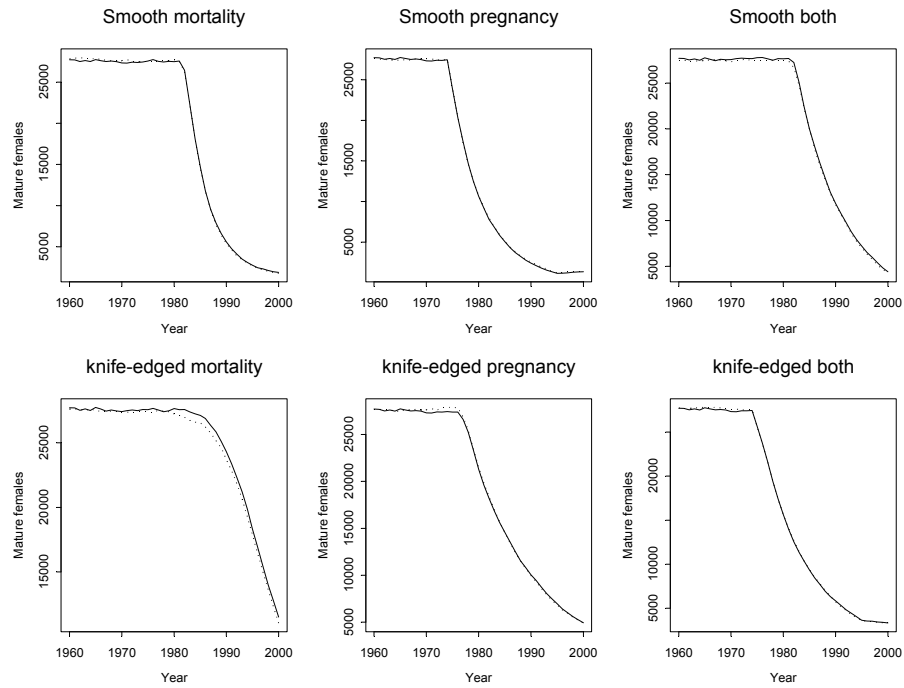 Smooth mortality
Mature females
25000
15000
5000
1960 1970 1980 1990 2000
Year
Smooth pregnancy
Mature females
25000
15000
5000
1960 1970 1980 1990 2000
Year
Smooth both
Mature females
25000
20000
15000
10000
5000
1960 1970 1980 1990 2000
Year
knife-edged mortality
Mature females
25000
20000
15000
1960 1970 1980 1990 2000
Year
knife-edged pregnancy
Mature females
25000
20000
15000
10000
5000
1960 1970 1980 1990 2000
Year
knife-edged both
Mature females
20000
10000
5000
1960 1970 1980 1990 2000
Year